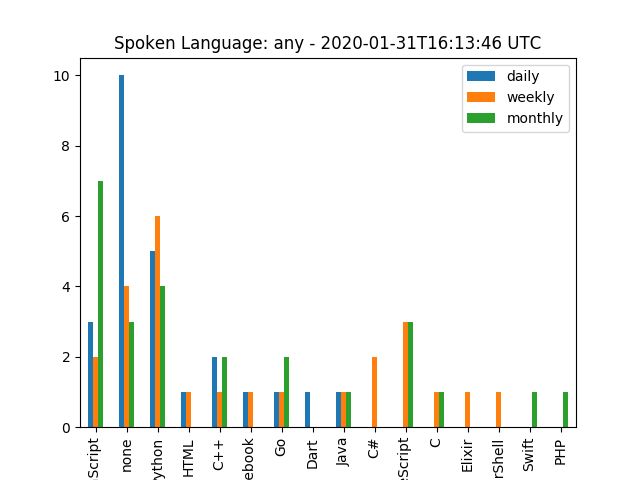 Spoken Language: any - 2020-01-31T16:13:46 UTC
daily
weekly
monthly
10
8
6
4
2
0
Script
none
ython
HTML
C++
ebook
Go
Dart
Java
C#
eScript
C
Elixir
rShell
Swift
PHP